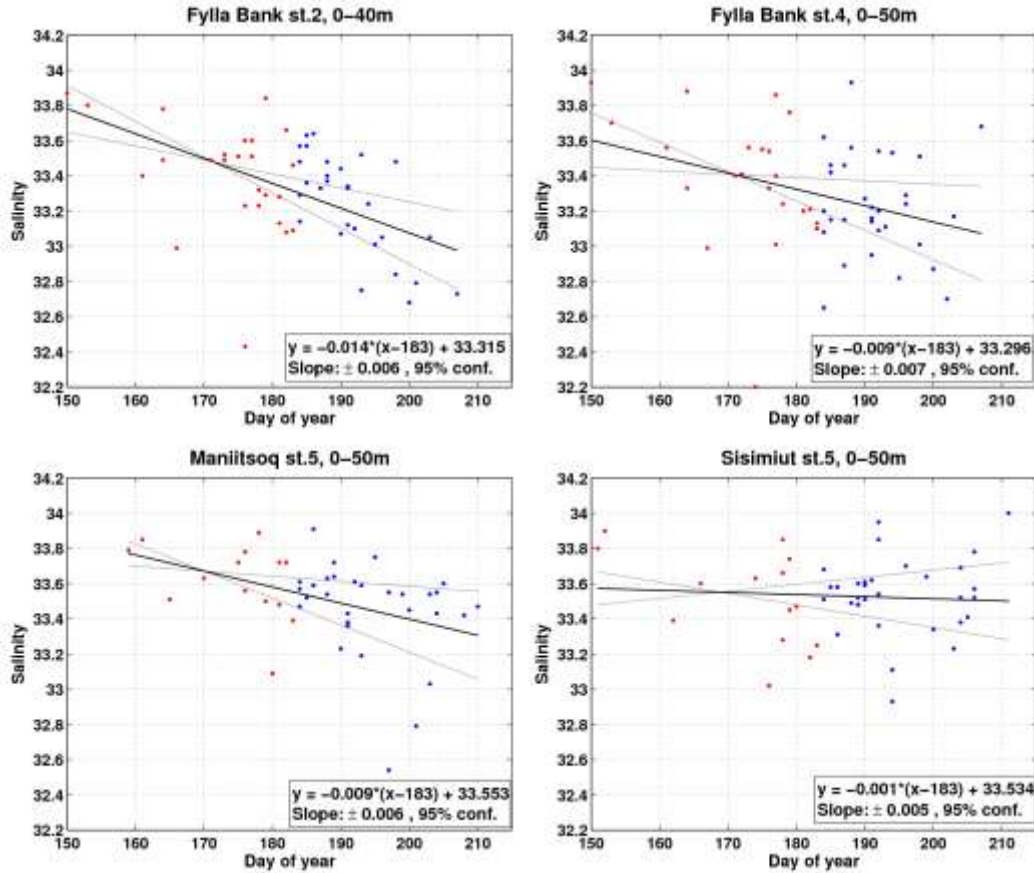 Fylla Bank st.2, 0−40m
34.2
34
33.8
33.6
33.4
33.2
33
32.8
32.6
32.4
32.2
Salinity
y = −0.014*(x−183) + 33.315
Slope: ± 0.006 , 95% conf.
150 160 170 180 190 200 210
Day of year
Fylla Bank st.4, 0−50m
34.2
34
33.8
33.6
33.4
33.2
33
32.8
32.6
32.4
32.2
Salinity
y = −0.009*(x−183) + 33.296
Slope: ± 0.007 , 95% conf.
150 160 170 180 190 200 210
Day of year
Maniitsoq st.5, 0−50m
34.2
34
33.8
33.6
33.4
33.2
33
32.8
32.6
32.4
32.2
Salinity
y = −0.009*(x−183) + 33.553
Slope: ± 0.006 , 95% conf.
150 160 170 180 190 200 210
Day of year
Sisimiut st.5, 0−50m
34.2
34
33.8
33.6
33.4
33.2
33
32.8
32.6
32.4
32.2
Salinity
y = −0.001*(x−183) + 33.534
Slope: ± 0.005 , 95% conf.
150 160 170 180 190 200 210
Day of year